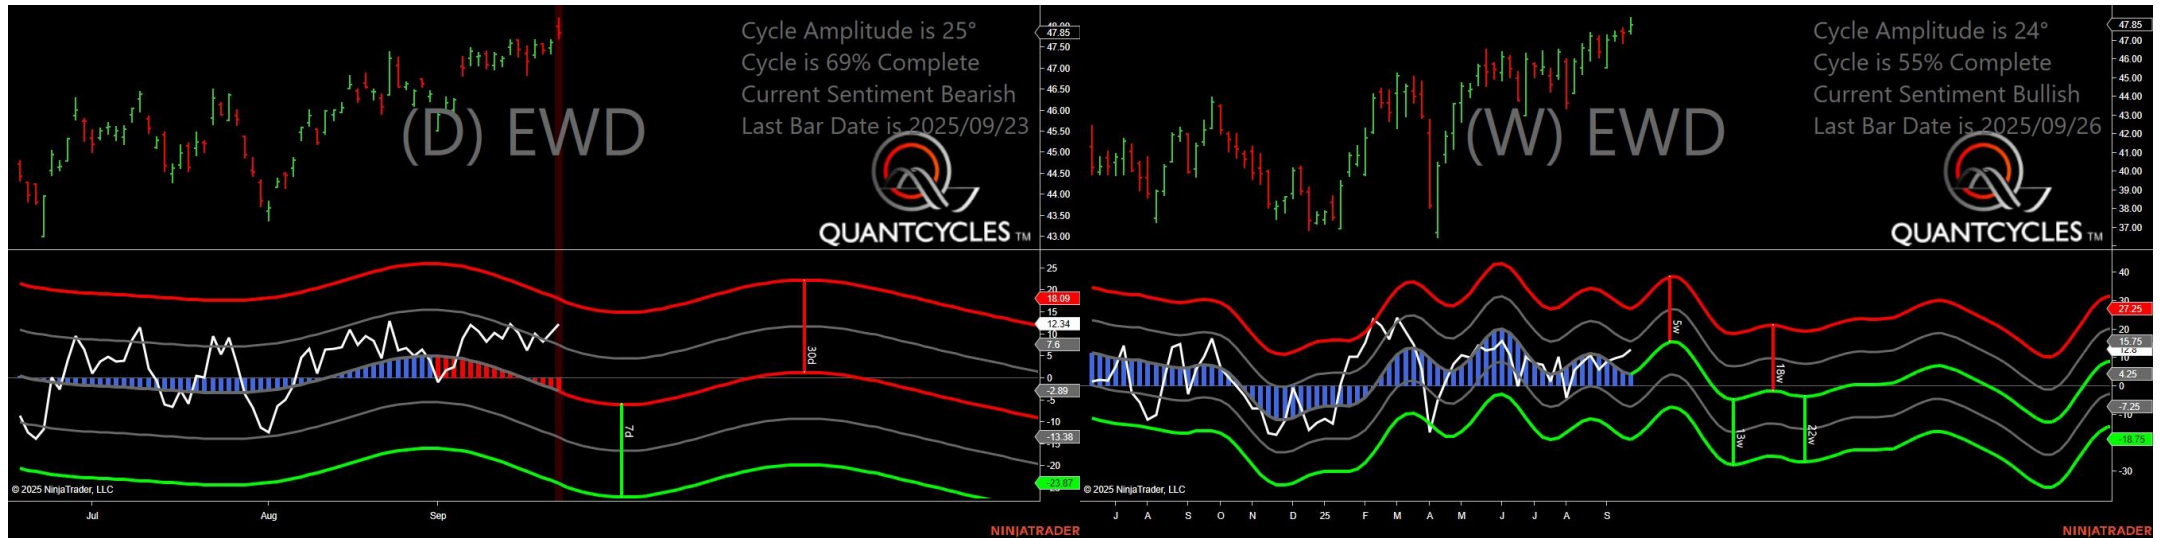 Cycle Amplitude is 25°
Cycle is 69% Complete
Current Sentiment Bearish
Last Bar Date is 2025/09/23
(D) EWD
QUANTCYCLES TM
48.00
47.85
47.50
47.00
46.50
46.00
45.50
45.00
44.50
44.00
43.50
43.00
25
20
18.09
12.34
10
7.6
5
0
-2.89
-5
-10
-13.38
-15
-20
-23.87
30d
7d
© 2025 NinjaTrader, LLC
Jul
Aug
Sep
NINJATRADER
Cycle Amplitude is 24°
Cycle is 55% Complete
Current Sentiment Bullish
Last Bar Date is 2025/09/26
(W) EWD
QUANTCYCLES TM
47.85
47.00
46.00
45.00
44.00
43.00
42.00
41.00
40.00
39.00
38.00
37.00
40
30
27.25
20
15.75
12.8
10
4.25
0
-7.25
-10
-18.75
-30
5w
18w
13w
22w
© 2025 NinjaTrader, LLC
J
A
S
O
N
D
25
F
M
A
M
J
J
A
S
NINJATRADER